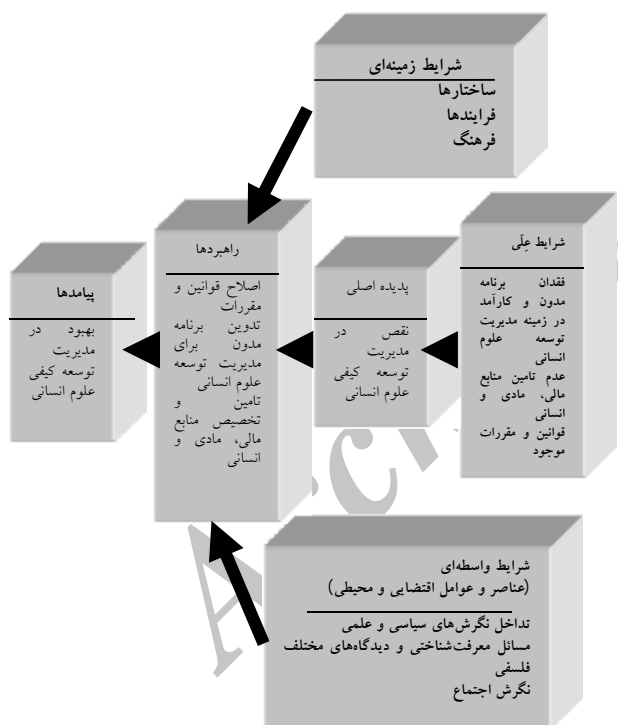 شرایط زمینه‌ای
ساختارها
فرایندها
فرهنگ
شرایط علّی
فقدان برنامه
مدون و کارآمد
در زمینه مدیریت
توسعه علوم
انسانی
عدم تامین منابع
مالی، مادی و
انسانی
قوانین و مقررات
موجود
پدیده اصلی
نقص در
مدیریت
توسعه کیفی
علوم انسانی
راهبردها
اصلاح قوانین و
مقررات
تدوین برنامه
مدون برای
مدیریت توسعه
علوم انسانی
تامین و
تخصیص منابع
مالی، مادی و
انسانی
پیامدها
بهبود در
مدیریت
توسعه کیفی
علوم انسانی
شرایط واسطه‌ای
(عناصر و عوامل اقتضایی و محیطی)
تداخل نگرش‌های سیاسی و علمی
مسائل معرفت‌شناختی و دیدگاه‌های مختلف
فلسفی
نگرش اجتماع